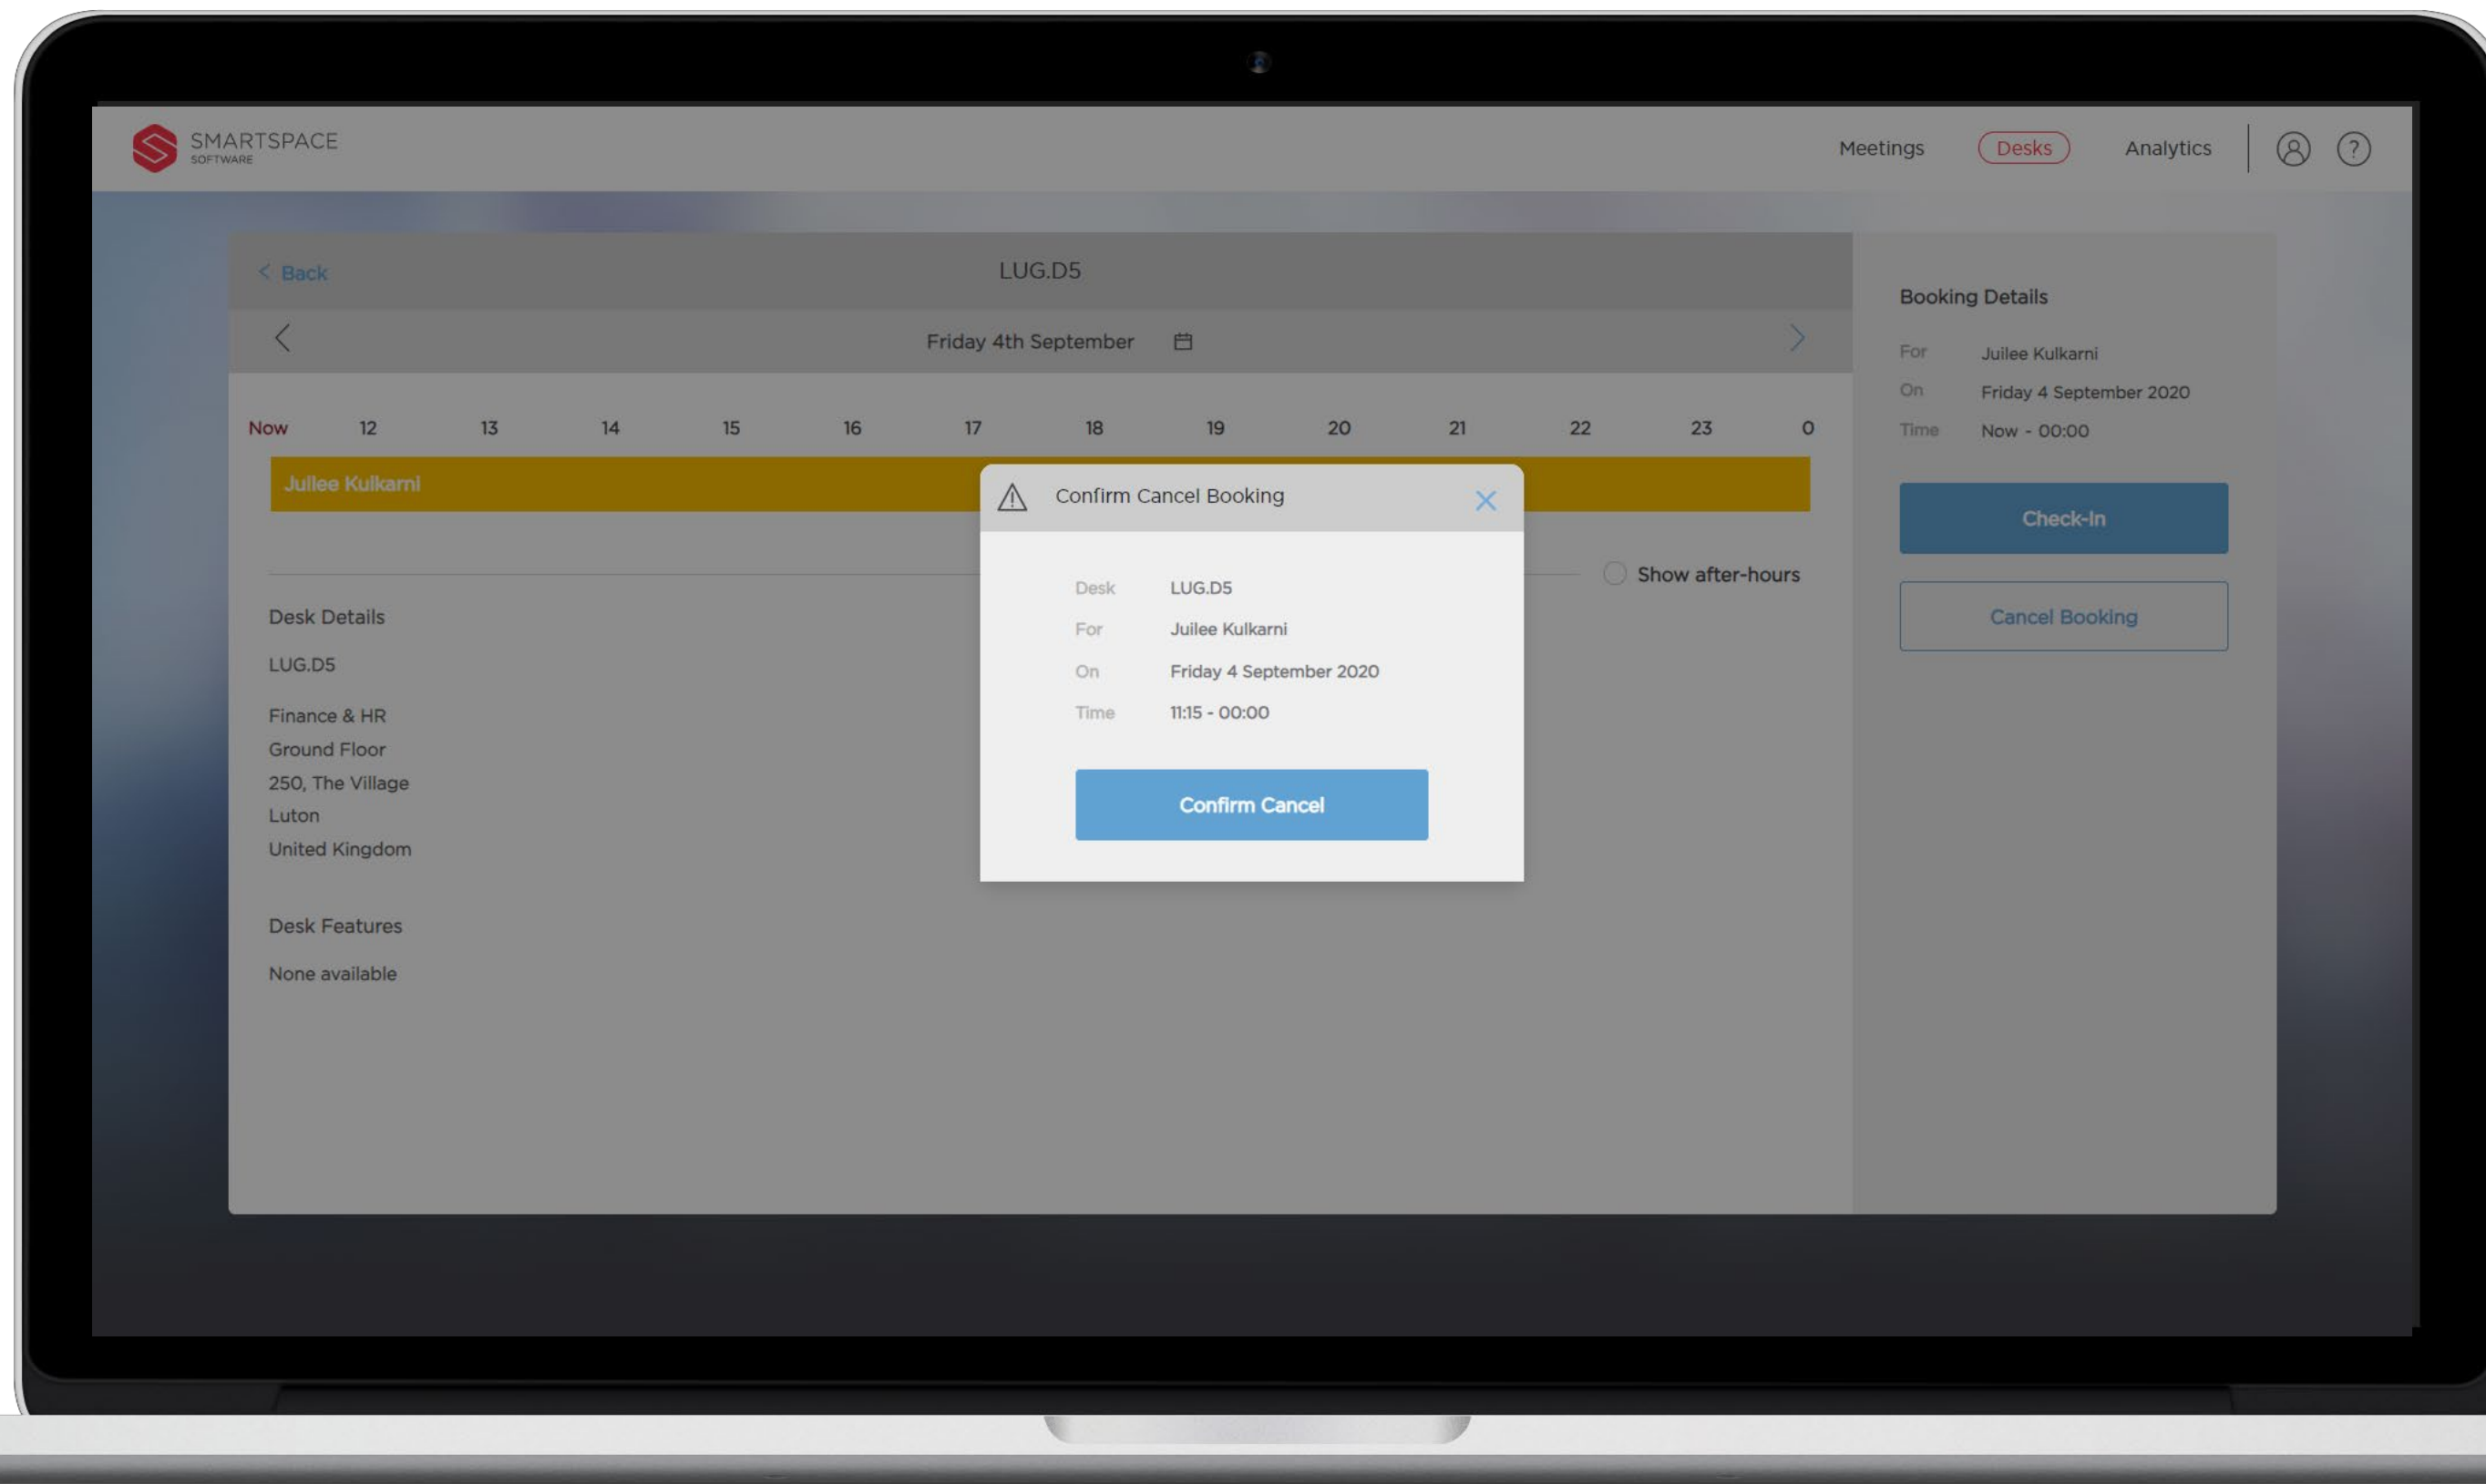 SMARTSPACE
SOFTWARE
Meetings Desks Analytics ?
< Back LUG.D5
Friday 4th September
Now 12 13 14 15 16 17 18 19 20 21 22 23 0
Juilee Kulkarni
Show after-hours
Desk Details
LUG.D5
Finance & HR
Ground Floor
250, The Village
Luton
United Kingdom
Desk Features
None available
Confirm Cancel Booking
Desk LUG.D5
For Juilee Kulkarni
On Friday 4 September 2020
Time 11:15 - 00:00
Confirm Cancel
Booking Details
For Juilee Kulkarni
On Friday 4 September 2020
Time Now - 00:00
Check-In
Cancel Booking